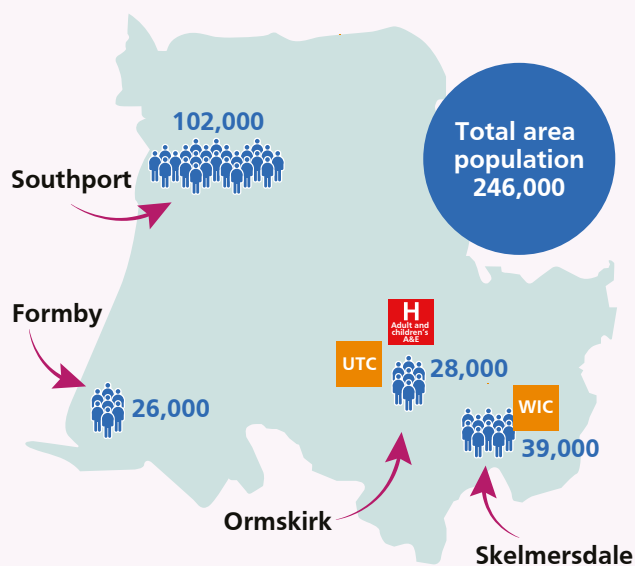 102,000
Total area
population
246,000
Southport
Formby
H
Adult and
children's
A&E
UTC
28,000
26,000
WIC
39,000
Ormskirk
Skelmersdale